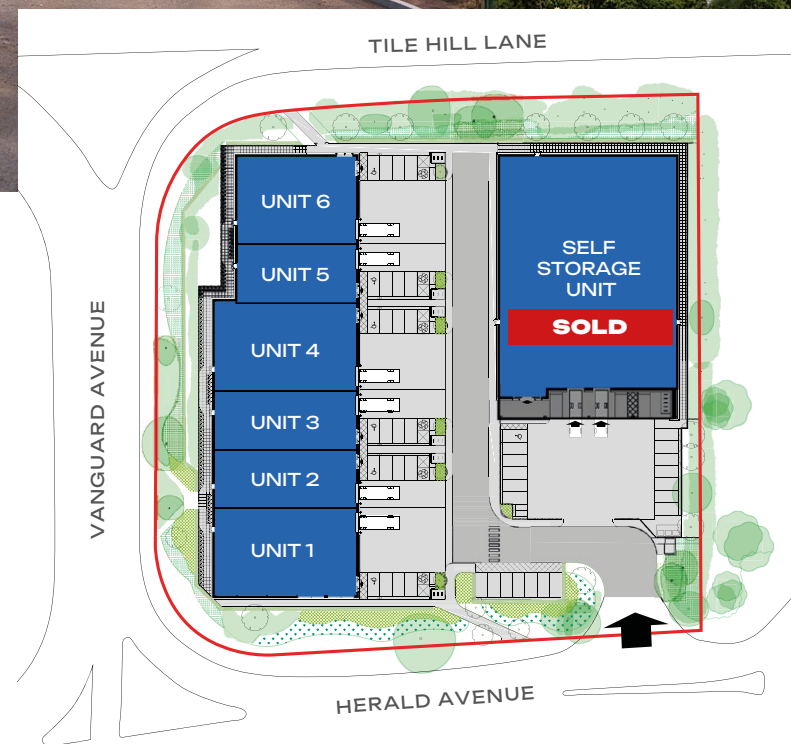 TILE HILL LANE
UNIT 6
UNIT 5
UNIT 4
UNIT 3
UNIT 2
UNIT 1
SELF
STORAGE
UNIT
SOLD
VANGUARD AVENUE
HERALD AVENUE